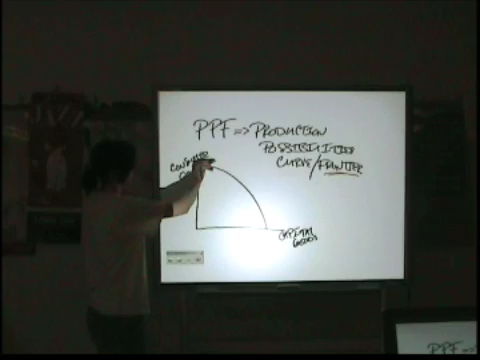 PPF => PRODUCTION
POSSIBILITIES
CURVE/FRONTIER
CONSUMER
CAPITAL
GOODS
PPF =>